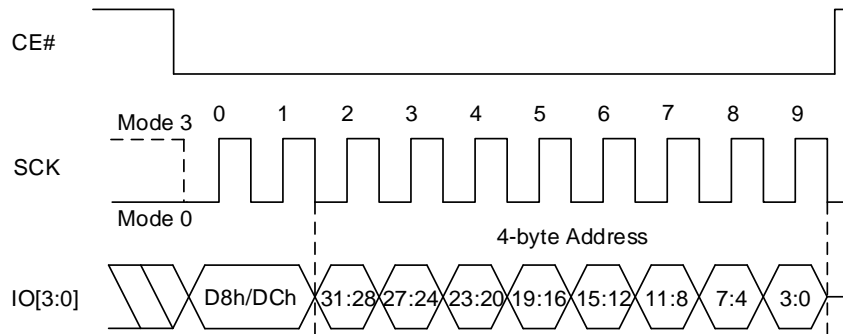 CE#
0 1 2 3 4 5 6 7 8 9
Mode 3
SCK
Mode 0
4-byte Address
IO[3:0]
D8h/DCh 31:28 27:24 23:20 19:16 15:12 11:8 7:4 3:0